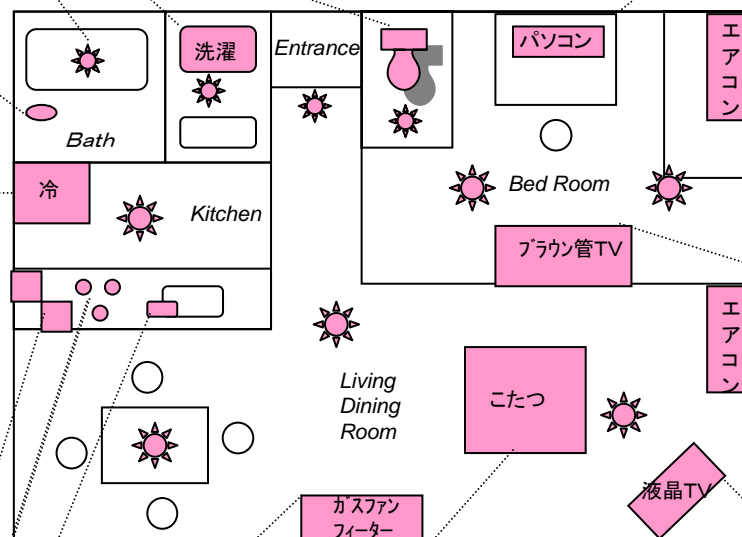 洗濯
Entrance
パソコン
エアコン
Bath
冷
Kitchen
Bed Room
ブラウン管TV
エアコン
Living
Dining
Room
こたつ
液晶TV
ガスファン
フィーター